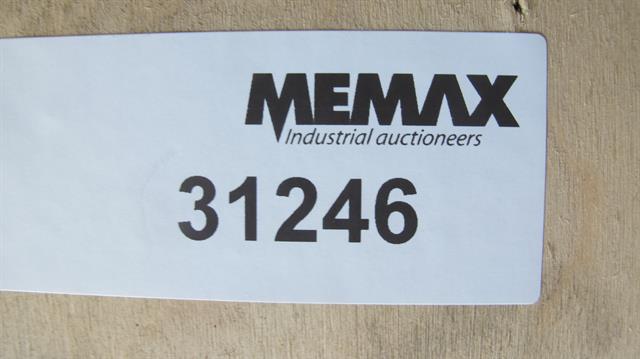 MEMAX
Industrial auctioneers
31246